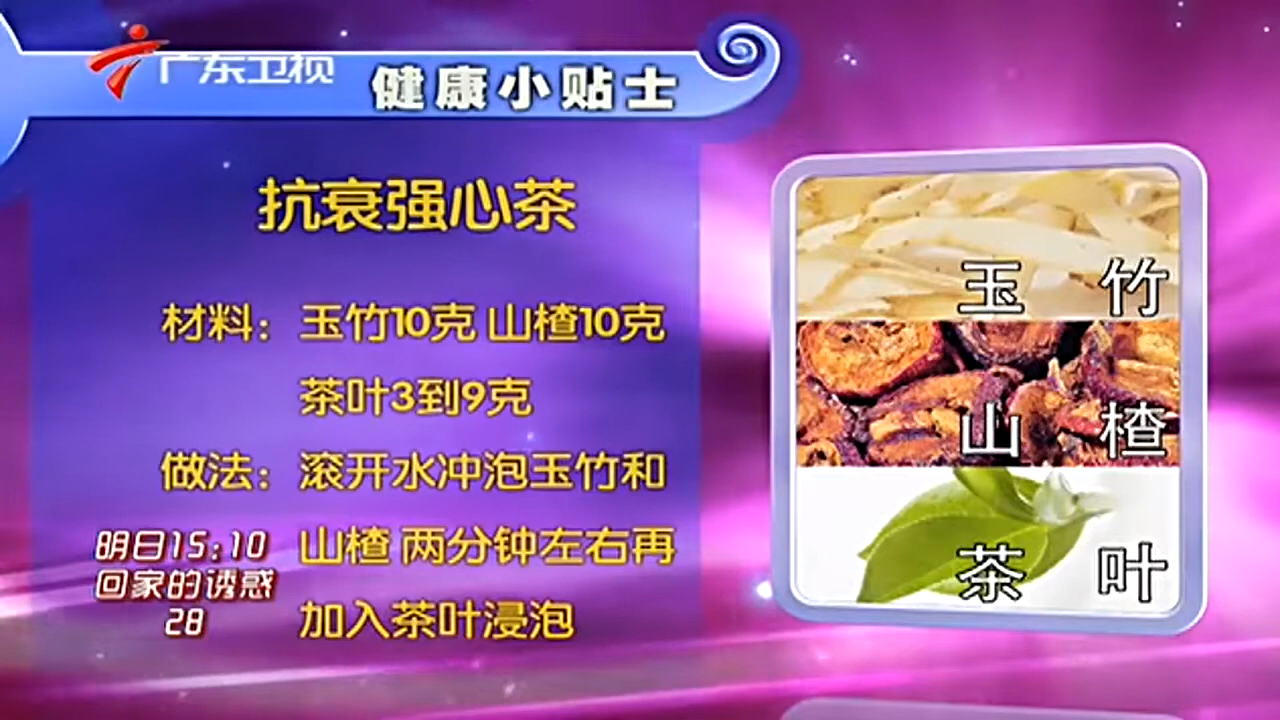 广东卫视
健康小贴士
抗衰强心茶
材料：玉竹10克 山楂10克
茶叶3到9克
做法：滚开水冲泡玉竹和
山楂 两分钟左右再
加入茶叶浸泡
明日15:10
回家的诱惑
28
玉 竹
山 楂
茶 叶